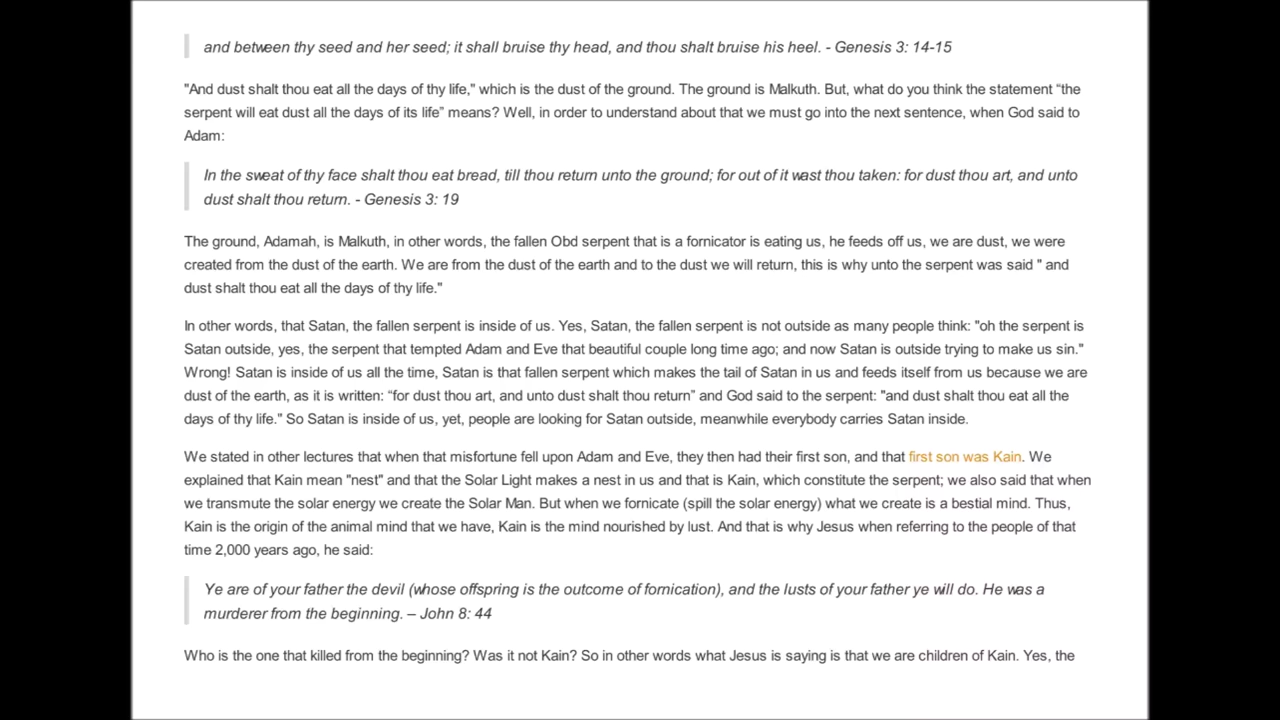 and between thy seed and her seed; it shall bruise thy head, and thou shalt bruise his heel. - Genesis 3: 14-15
"And dust shalt thou eat all the days of thy life," which is the dust of the ground. The ground is Malkuth. But, what do you think the statement “the
serpent will eat dust all the days of its life” means? Well, in order to understand about that we must go into the next sentence, when God said to
Adam:
In the sweat of thy face shalt thou eat bread, till thou return unto the ground; for out of it wast thou taken: for dust thou art, and unto
dust shalt thou return. - Genesis 3: 19
The ground, Adamah, is Malkuth, in other words, the fallen Obd serpent that is a fornicator is eating us, he feeds off us, we are dust, we were
created from the dust of the earth. We are from the dust of the earth and to the dust we will return, this is why unto the serpent was said " and
dust shalt thou eat all the days of thy life."
In other words, that Satan, the fallen serpent is inside of us. Yes, Satan, the fallen serpent is not outside as many people think: "oh the serpent is
Satan outside, yes, the serpent that tempted Adam and Eve that beautiful couple long time ago; and now Satan is outside trying to make us sin."
Wrong! Satan is inside of us all the time, Satan is that fallen serpent which makes the tail of Satan in us and feeds itself from us because we are
dust of the earth, as it is written: “for dust thou art, and unto dust shalt thou return” and God said to the serpent: "and dust shalt thou eat all the
days of thy life." So Satan is inside of us, yet, people are looking for Satan outside, meanwhile everybody carries Satan inside.
We stated in other lectures that when that misfortune fell upon Adam and Eve, they then had their first son, and that first son was Kain. We
explained that Kain mean "nest" and that the Solar Light makes a nest in us and that is Kain, which constitute the serpent; we also said that when
we transmute the solar energy we create the Solar Man. But when we fornicate (spill the solar energy) what we create is a bestial mind. Thus,
Kain is the origin of the animal mind that we have, Kain is the mind nourished by lust. And that is why Jesus when referring to the people of that
time 2,000 years ago, he said:
Ye are of your father the devil (whose offspring is the outcome of fornication), and the lusts of your father ye will do. He was a
murderer from the beginning. – John 8: 44
Who is the one that killed from the beginning? Was it not Kain? So in other words what Jesus is saying is that we are children of Kain. Yes, the